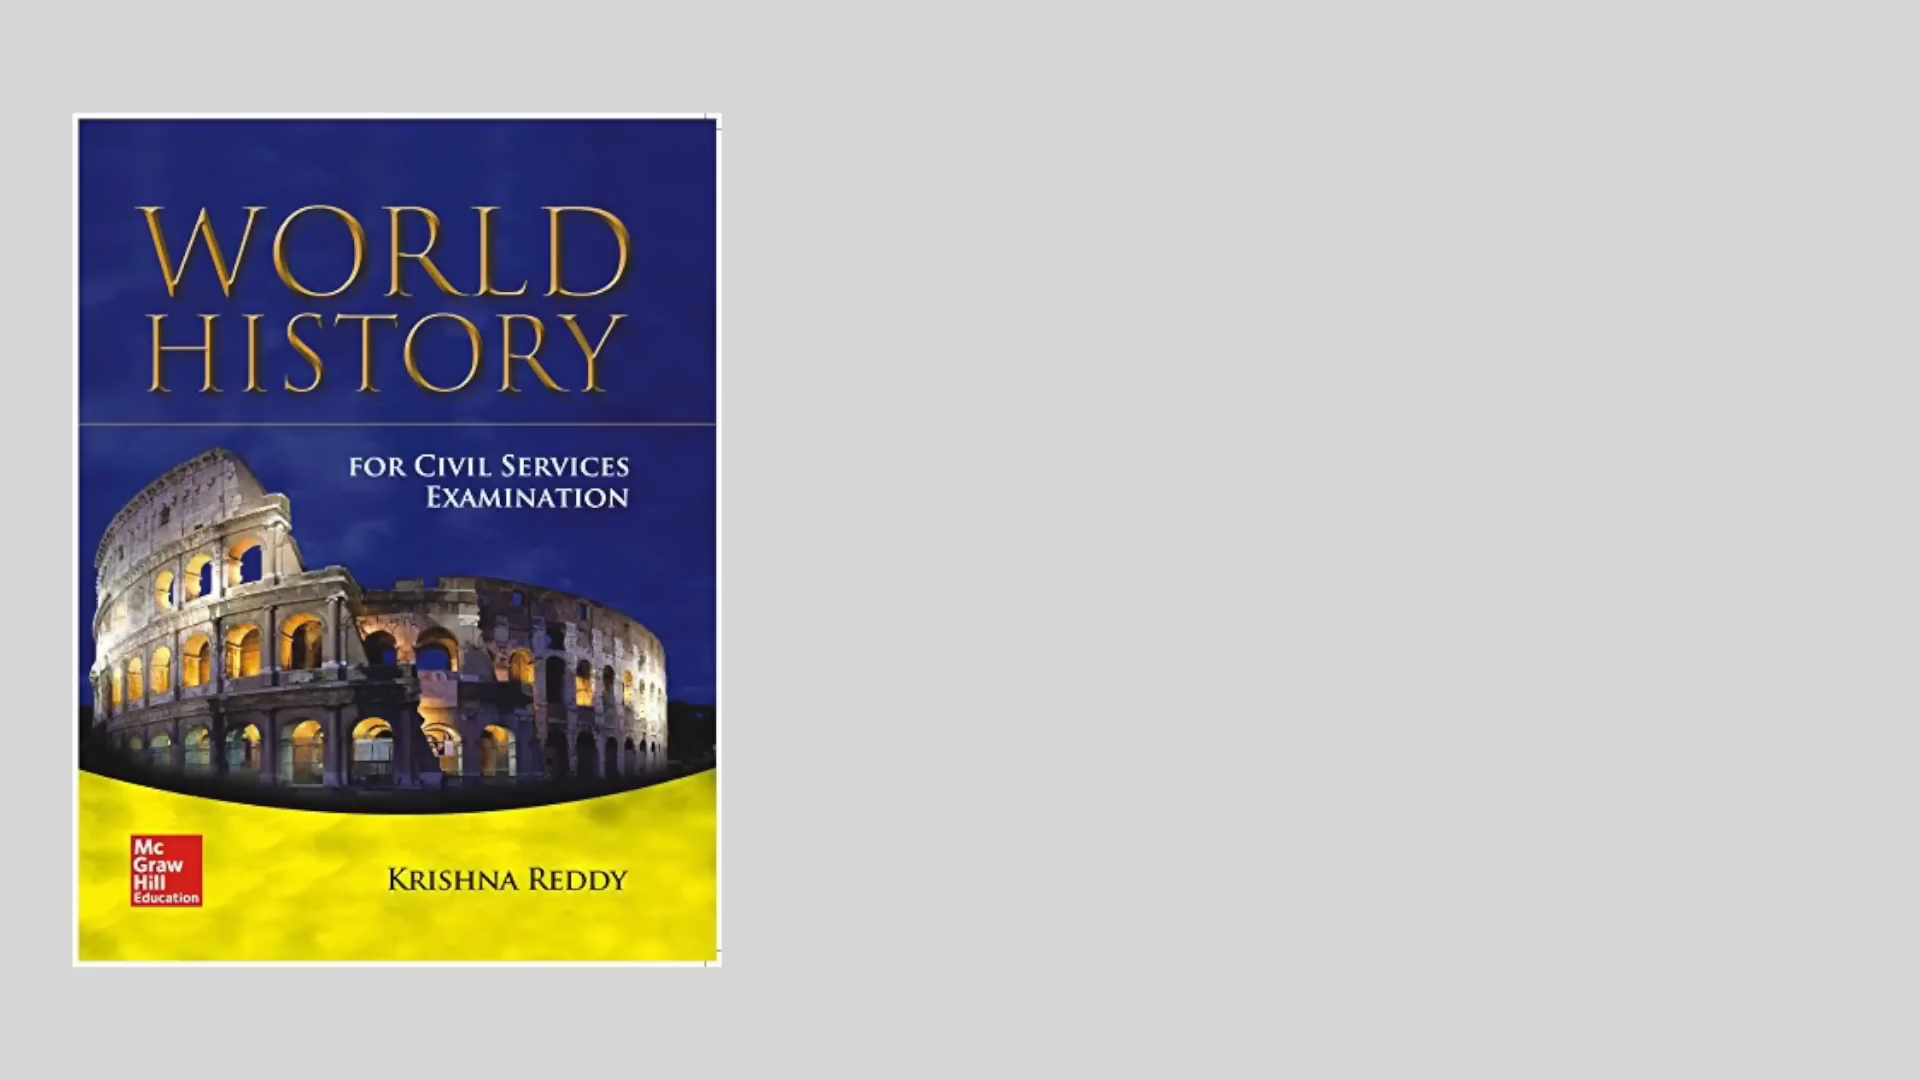 WORLD
HISTORY
FOR CIVIL SERVICES
EXAMINATION
Mc
Graw
Hill
Education
KRISHNA REDDY